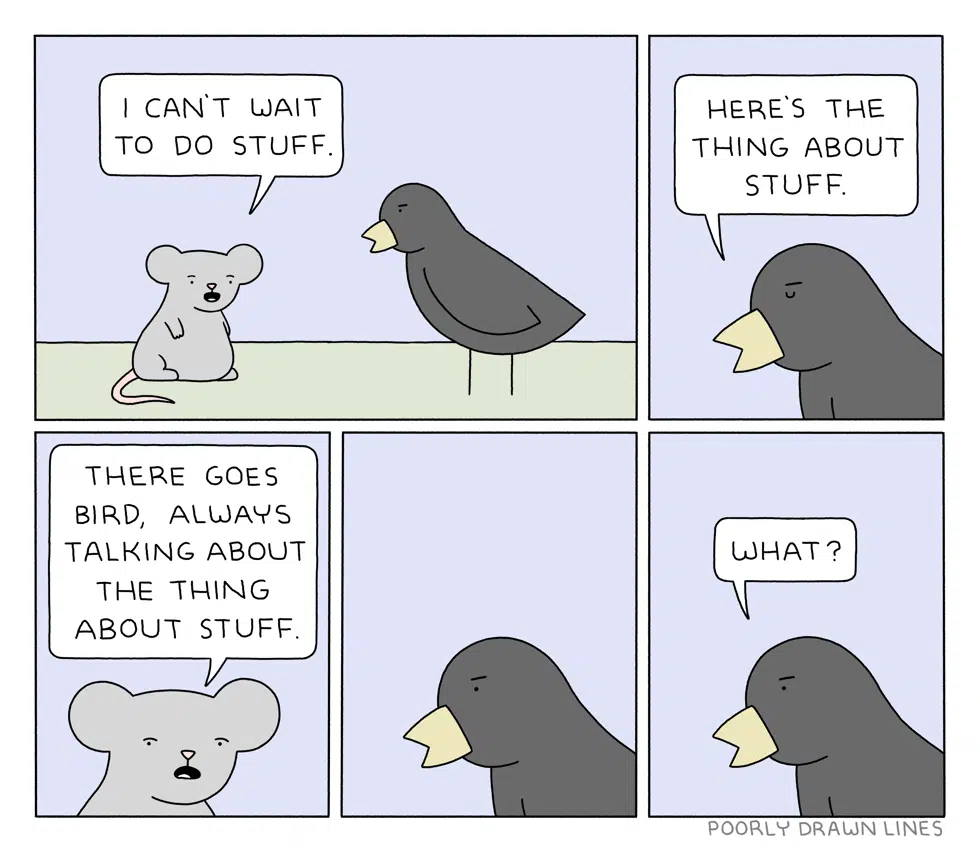 I CAN'T WAIT
TO DO STUFF.
HERE'S THE
THING ABOUT
STUFF.
THERE GOES
BIRD, ALWAYS
TALKING ABOUT
THE THING
ABOUT STUFF.
WHAT?
POORLY DRAWN LINES